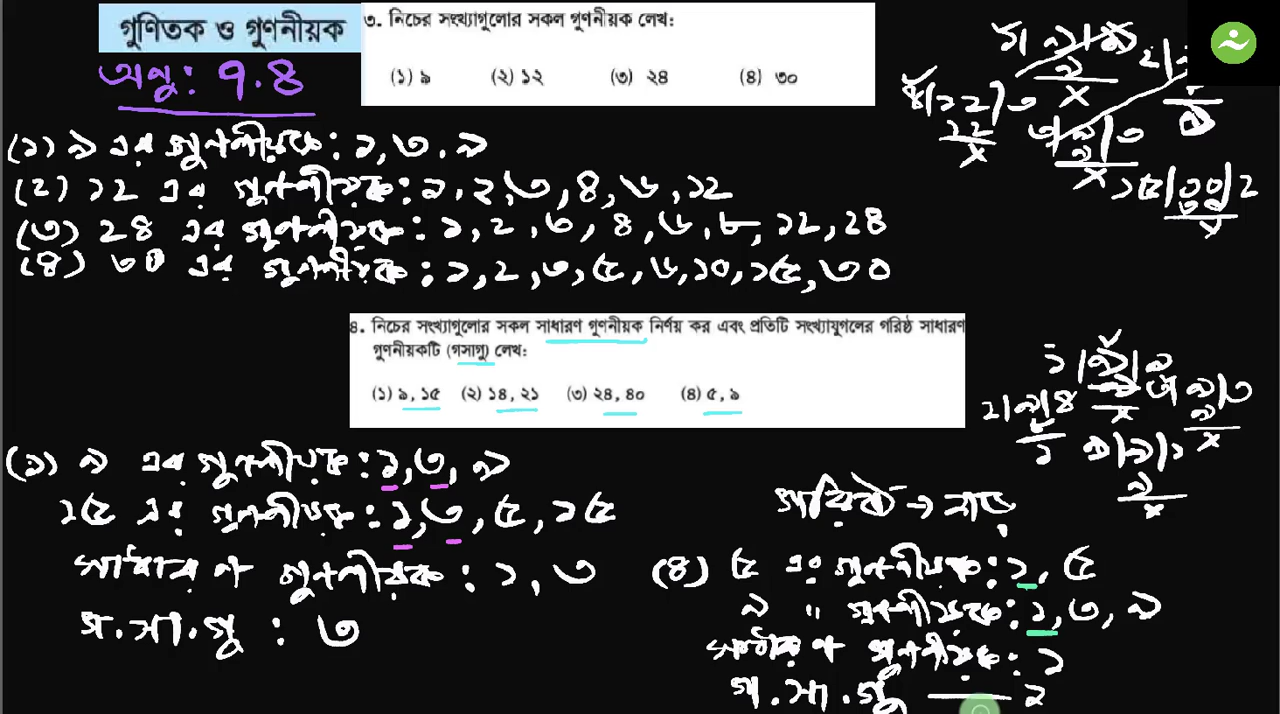 গুণিতক ও গুণনীয়ক
অনু: ৭.৪
৩. নিচের সংখ্যাগুলোর সকল গুণনীয়ক লেখ:
(১) ৯ (২) ১২ (৩) ২৪ (৪) ৩০
(১) ৯ এর গুণনীয়ক: ১, ৩, ৯
(২) ১২ এর গুণনীয়ক: ১, ২, ৩, ৪, ৬, ১২
(৩) ২৪ এর গুণনীয়ক: ১, ২, ৩, ৪, ৬, ৮, ১২, ২৪
(৪) ৩০ এর গুণনীয়ক: ১, ২, ৩, ৫, ৬, ১০, ১৫, ৩০
৪. নিচের সংখ্যাগুলোর সকল সাধারণ গুণনীয়ক নির্ণয় কর এবং প্রতিটি সংখ্যাযুগলের গরিষ্ঠ সাধারণ
গুণনীয়কটি (গসাগু) লেখ:
(১) ৯, ১৫ (২) ১৪, ২১ (৩) ২৪, ৪০ (৪) ৫, ৯
(১) ৯ এর গুণনীয়ক: ১, ৩, ৯
১৫ এর গুণনীয়ক: ১, ৩, ৫, ১৫
সাধারণ গুণনীয়ক: ১, ৩
গ.সা.গু : ৩
গরিষ্ঠ →
(৪) ৫ এর গুণনীয়ক: ১, ৫
৯ " গুণনীয়ক: ১, ৩, ৯
সাধারণ গুণনীয়ক: ১
গ.সা.গু ১